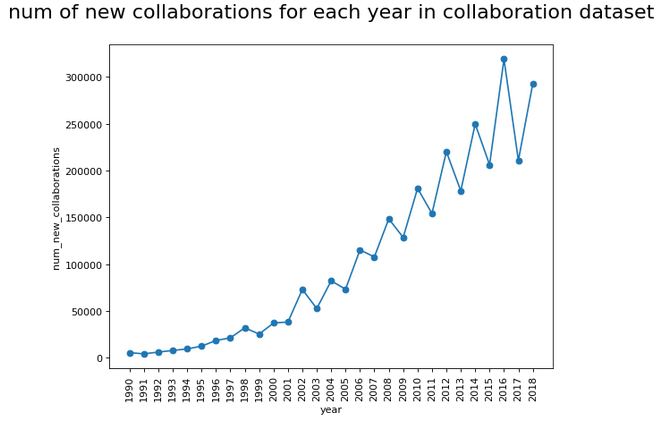 num of new collaborations for each year in collaboration dataset
300000
250000
200000
150000
100000
50000
0
num_new_collaborations
1990 1991 1992 1993 1994 1995 1996 1997 1998 1999 2000 2001 2002 2003 2004 2005 2006 2007 2008 2009 2010 2011 2012 2013 2014 2015 2016 2017 2018
year